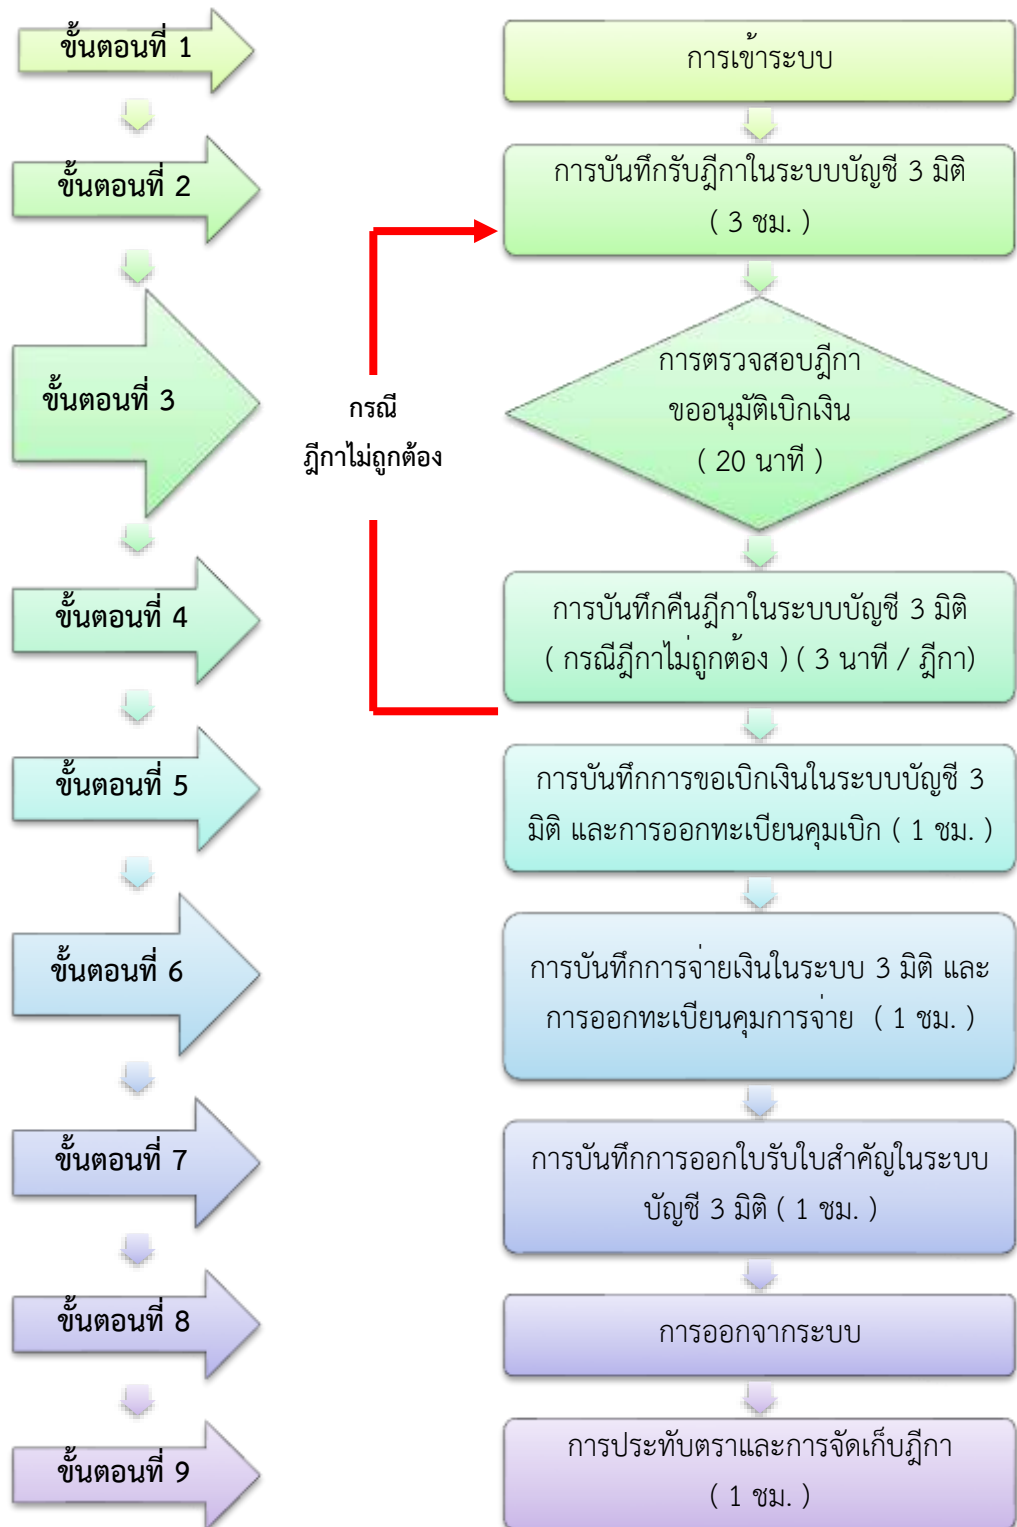 ขั้นตอนที่ 1
การเข้าระบบ
ขั้นตอนที่ 2
การบันทึกรับฎีกาในระบบบัญชี 3 มิติ
( 3 ชม. )
ขั้นตอนที่ 3
การตรวจสอบฎีกา
ขออนุมัติเบิกเงิน
( 20 นาที )
กรณี
ฎีกาไม่ถูกต้อง
ขั้นตอนที่ 4
การบันทึกคืนฎีกาในระบบบัญชี 3 มิติ
( กรณีฎีกาไม่ถูกต้อง ) ( 3 นาที / ฎีกา)
ขั้นตอนที่ 5
การบันทึกการขอเบิกเงินในระบบบัญชี 3
มิติ และการออกทะเบียนคุมเบิก ( 1 ชม. )
ขั้นตอนที่ 6
การบันทึกการจ่ายเงินในระบบ 3 มิติ และ
การออกทะเบียนคุมการจ่าย ( 1 ชม. )
ขั้นตอนที่ 7
การบันทึกการออกใบรับใบสำคัญในระบบ
บัญชี 3 มิติ ( 1 ชม. )
ขั้นตอนที่ 8
การออกจากระบบ
ขั้นตอนที่ 9
การประทับตราและการจัดเก็บฎีกา
( 1 ชม. )